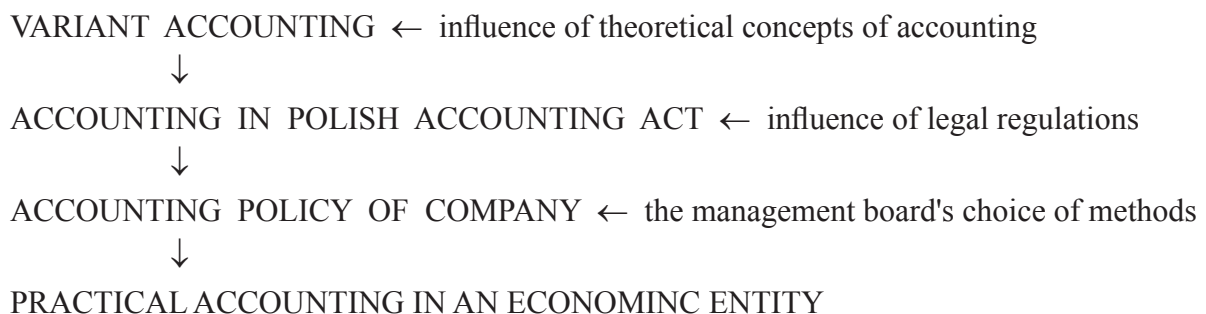 VARIANT ACCOUNTING ← influence of theoretical concepts of accounting
↓
ACCOUNTING IN POLISH ACCOUNTING ACT ← influence of legal regulations
↓
ACCOUNTING POLICY OF COMPANY ← the management board's choice of methods
↓
PRACTICAL ACCOUNTING IN AN ECONOMINC ENTITY